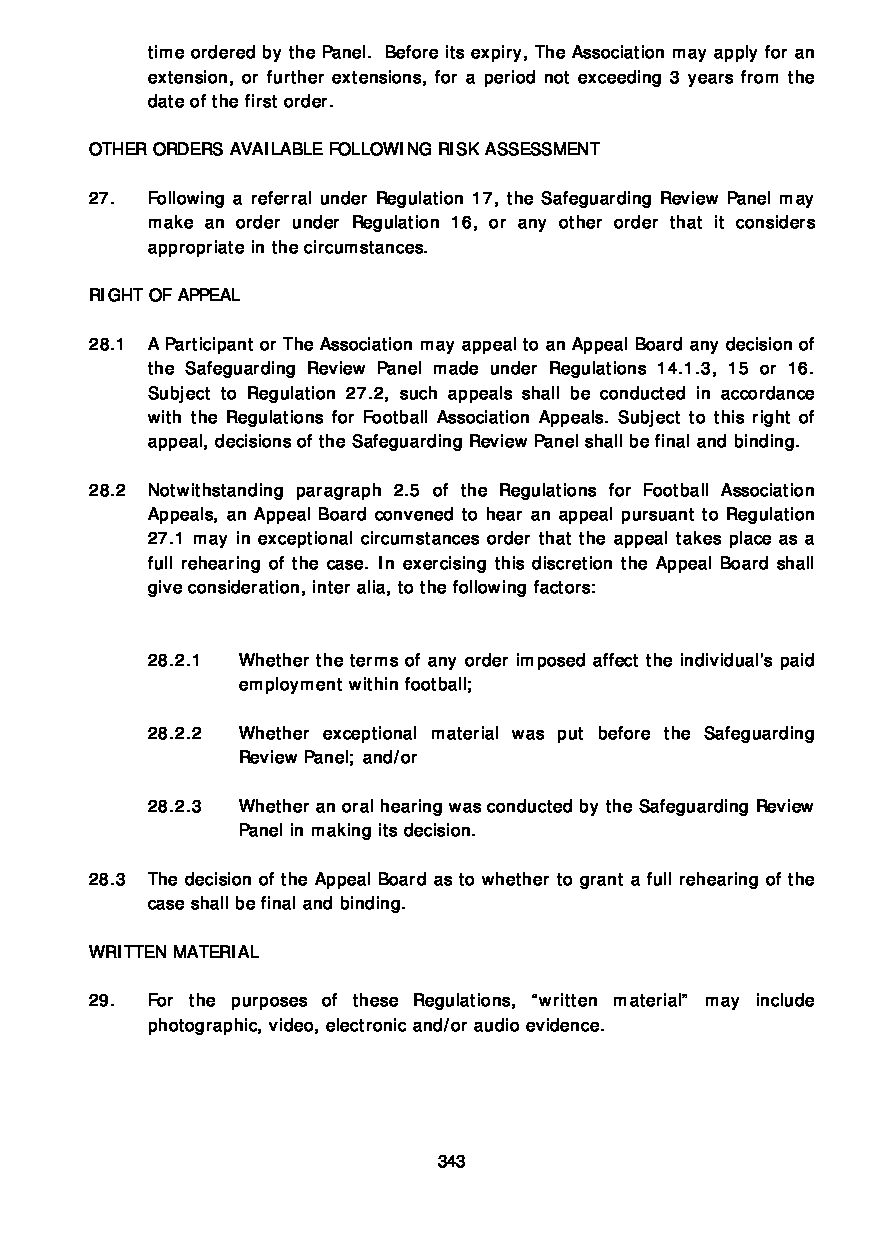 time ordered by the Panel. Before its expiry, The Association may apply for an
extension, or further extensions, for a period not exceeding 3 years from the
date of the first order.
OTHER ORDERS AVAILABLE FOLLOWING RISK ASSESSMENT
27. Following a referral under Regulation 17, the Safeguarding Review Panel may
make an order under Regulation 16, or any other order that it considers
appropriate in the circumstances.
RIGHT OF APPEAL
28.1 A Participant or The Association may appeal to an Appeal Board any decision of
the Safeguarding Review Panel made under Regulations 14.1.3, 15 or 16.
Subject to Regulation 27.2, such appeals shall be conducted in accordance
with the Regulations for Football Association Appeals. Subject to this right of
appeal, decisions of the Safeguarding Review Panel shall be final and binding.
28.2 Notwithstanding paragraph 2.5 of the Regulations for Football Association
Appeals, an Appeal Board convened to hear an appeal pursuant to Regulation
27.1 may in exceptional circumstances order that the appeal takes place as a
full rehearing of the case. In exercising this discretion the Appeal Board shall
give consideration, inter alia, to the following factors:
28.2.1 Whether the terms of any order imposed affect the individual's paid
employment within football;
28.2.2 Whether exceptional material was put before the Safeguarding
Review Panel; and/or
28.2.3 Whether an oral hearing was conducted by the Safeguarding Review
Panel in making its decision.
28.3 The decision of the Appeal Board as to whether to grant a full rehearing of the
case shall be final and binding.
WRITTEN MATERIAL
29. For the purposes of these Regulations, “written material” may include
photographic, video, electronic and/or audio evidence.
343